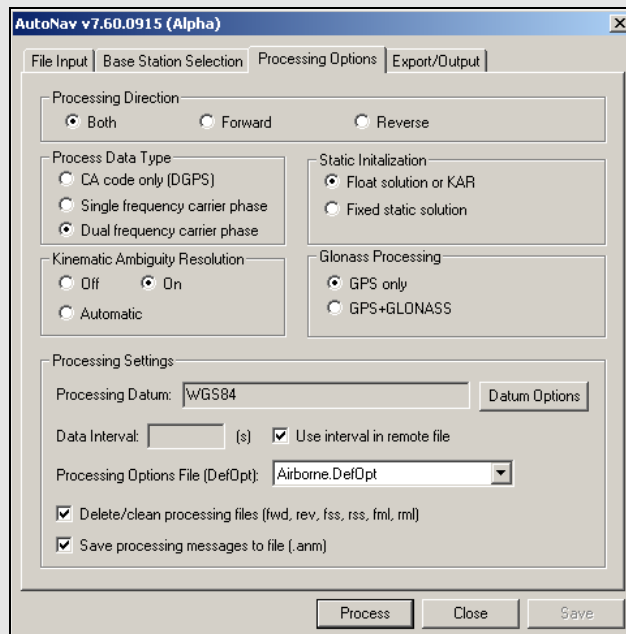 AutoNav v7.60.0915 (Alpha)
File Input Base Station Selection Processing Options Export/Output
Processing Direction
Both Forward Reverse
Process Data Type
CA code only (DGPS)
Single frequency carrier phase
Dual frequency carrier phase
Static Initalization
Float solution or KAR
Fixed static solution
Kinematic Ambiguity Resolution
Off On
Automatic
Glonass Processing
GPS only
GPS+GLONASS
Processing Settings
Processing Datum: WGS84 Datum Options
Data Interval: (s) Use interval in remote file
Processing Options File (DefOpt): Airborne.DefOpt
Delete/clean processing files (fwd, rev, fss, rss, fml, rml)
Save processing messages to file (.anm)
Process Close Save